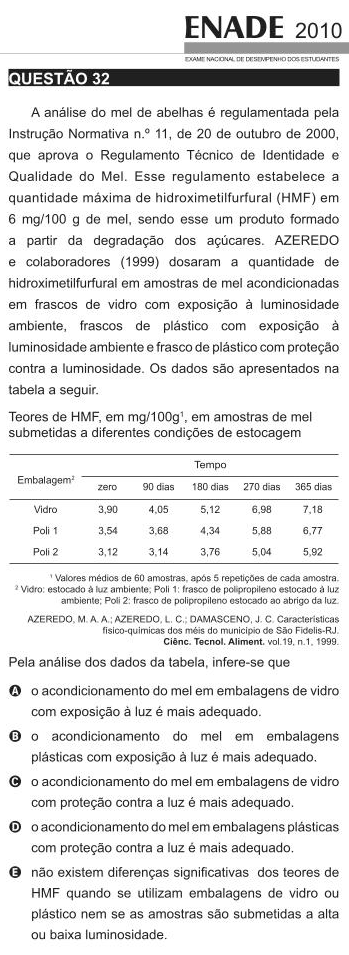 ENADE 2010
EXAME NACIONAL DE DESEMPENHO DOS ESTUDANTES
QUESTÃO 32
A análise do mel de abelhas é regulamentada pela
Instrução Normativa n.º 11, de 20 de outubro de 2000,
que aprova o Regulamento Técnico de Identidade e
Qualidade do Mel. Esse regulamento estabelece a
quantidade máxima de hidroximetilfurfural (HMF) em
6 mg/100 g de mel, sendo esse um produto formado
a partir da degradação dos açúcares. AZEREDO
e colaboradores (1999) dosaram a quantidade de
hidroximetilfurfural em amostras de mel acondicionadas
em frascos de vidro com exposição à luminosidade
ambiente, frascos de plástico com exposição à
luminosidade ambiente e frasco de plástico com proteção
contra a luminosidade. Os dados são apresentados na
tabela a seguir.
Teores de HMF, em mg/100g¹, em amostras de mel
submetidas a diferentes condições de estocagem
Embalagem² Tempo
zero 90 dias 180 dias 270 dias 365 dias
Vidro 3,90 4,05 5,12 6,98 7,18
Poli 1 3,54 3,68 4,34 5,88 6,77
Poli 2 3,12 3,14 3,76 5,04 5,92
¹ Valores médios de 60 amostras, após 5 repetições de cada amostra.
² Vidro: estocado à luz ambiente; Poli 1: frasco de polipropileno estocado à luz
ambiente; Poli 2: frasco de polipropileno estocado ao abrigo da luz.
AZEREDO, M. A. A.; AZEREDO, L. C.; DAMASCENO, J. C. Características
físico-químicas dos méis do município de São Fidelis-RJ.
Ciênc. Tecnol. Aliment. vol.19, n.1, 1999.
Pela análise dos dados da tabela, infere-se que
A o acondicionamento do mel em embalagens de vidro
com exposição à luz é mais adequado.
B o acondicionamento do mel em embalagens
plásticas com exposição à luz é mais adequado.
C o acondicionamento do mel em embalagens de vidro
com proteção contra a luz é mais adequado.
D o acondicionamento do mel em embalagens plásticas
com proteção contra a luz é mais adequado.
E não existem diferenças significativas dos teores de
HMF quando se utilizam embalagens de vidro ou
plástico nem se as amostras são submetidas a alta
ou baixa luminosidade.